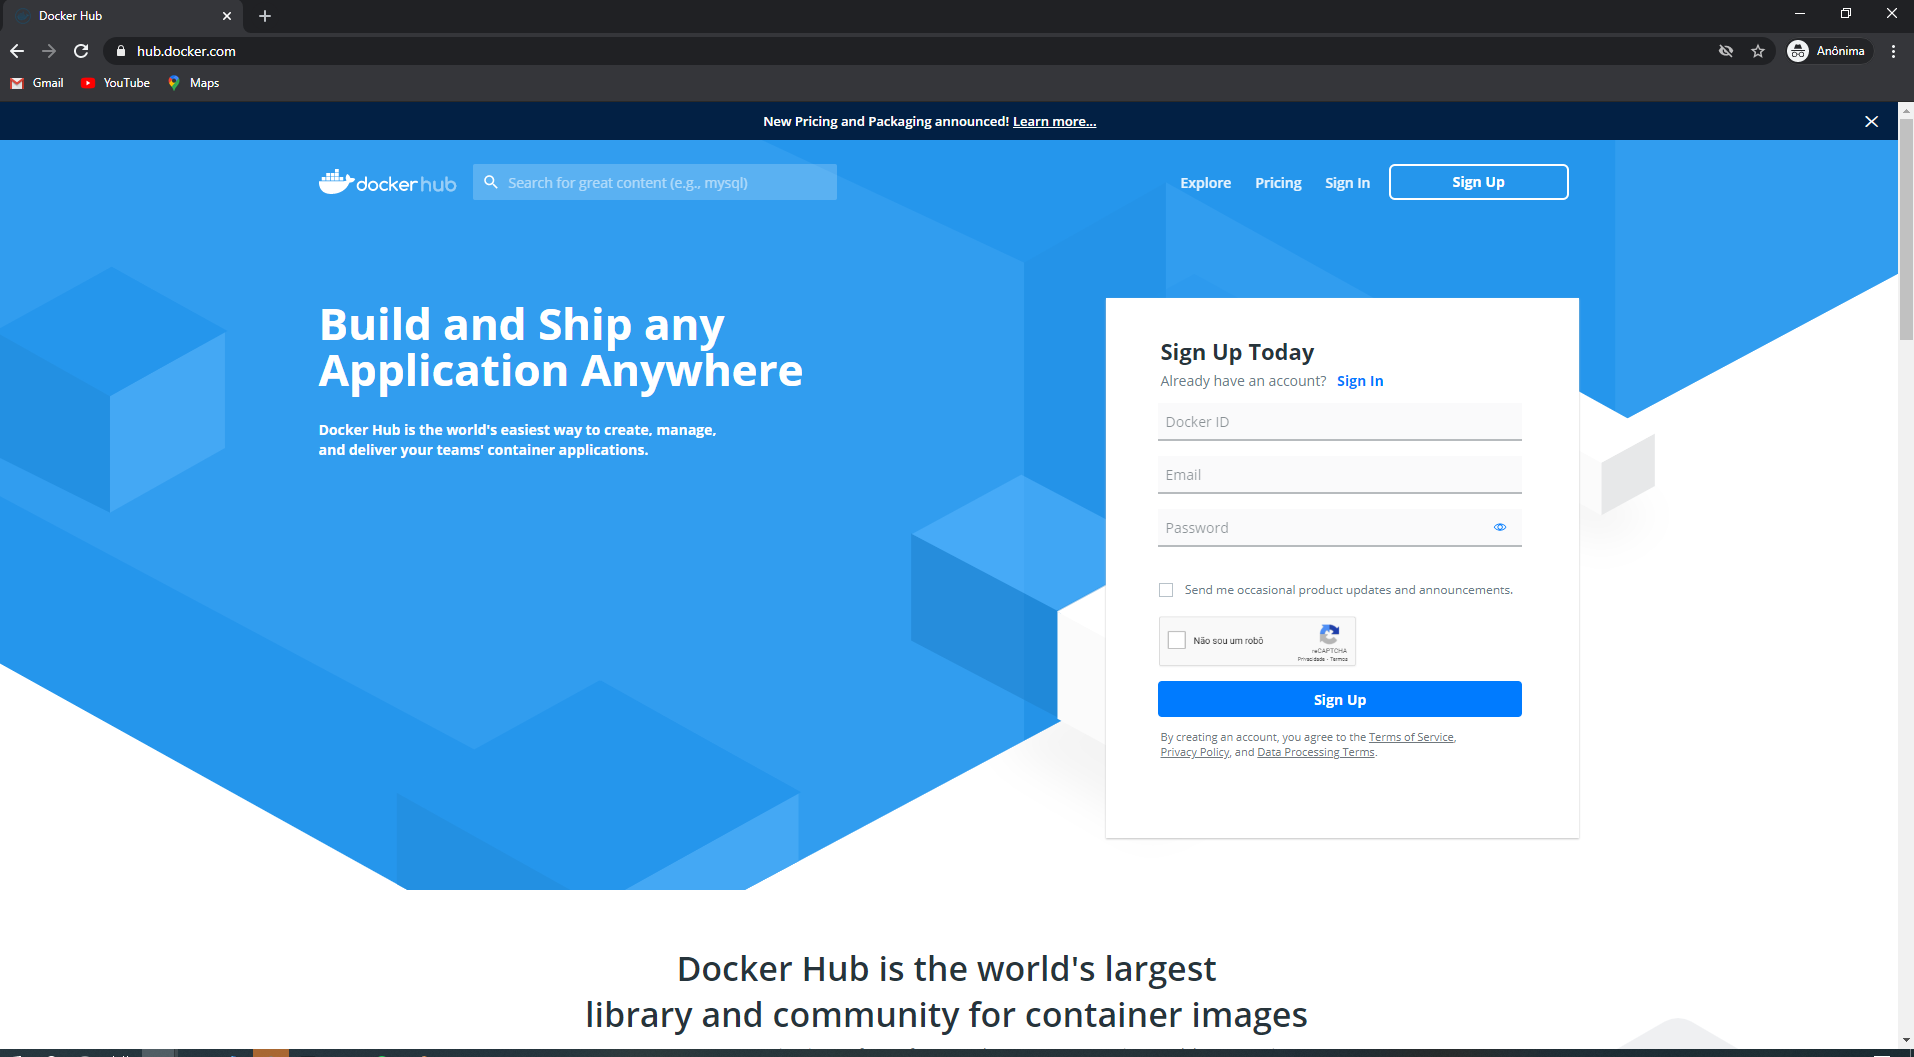 Docker Hub
hub.docker.com
Anônima
Gmail
YouTube
Maps
New Pricing and Packaging announced! Learn more...
docker hub
Search for great content (e.g., mysql)
Explore
Pricing
Sign In
Sign Up
Build and Ship any
Application Anywhere
Docker Hub is the world's easiest way to create, manage,
and deliver your teams' container applications.
Sign Up Today
Already have an account? Sign In
Docker ID
Email
Password
Send me occasional product updates and announcements.
Não sou um robô
reCAPTCHA
Privacidade - Termos
Sign Up
By creating an account, you agree to the Terms of Service,
Privacy Policy, and Data Processing Terms.
Docker Hub is the world's largest
library and community for container images